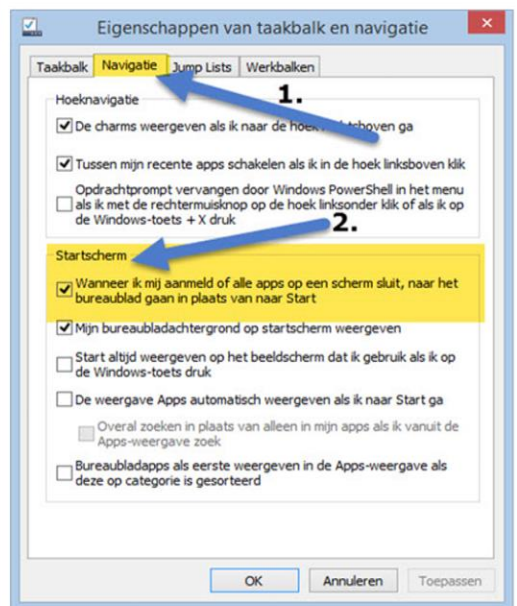 Eigenschappen van taakbalk en navigatie
Taakbalk Navigatie Jump Lists Werkbalken
1.
Hoeknavigatie
De charms weergeven als ik naar de hoek rechtsboven ga
Tussen mijn recente apps schakelen als ik in de hoek linksboven klik
Opdrachtprompt vervangen door Windows PowerShell in het menu
als ik met de rechtermuisknop op de hoek linksonder klik of als ik op
de Windows-toets + X druk
2.
Startscherm
Wanneer ik mij aanmeld of alle apps op een scherm sluit, naar het
bureaublad gaan in plaats van naar Start
Mijn bureaubladachtergrond op startscherm weergeven
Start altijd weergeven op het beeldscherm dat ik gebruik als ik op
de Windows-toets druk
De weergave Apps automatisch weergeven als ik naar Start ga
Overal zoeken in plaats van alleen in mijn apps als ik vanuit de
Apps-weergave zoek
Bureaubladapps als eerste weergeven in de Apps-weergave als
deze op categorie is gesorteerd
OK Annuleren Toepassen